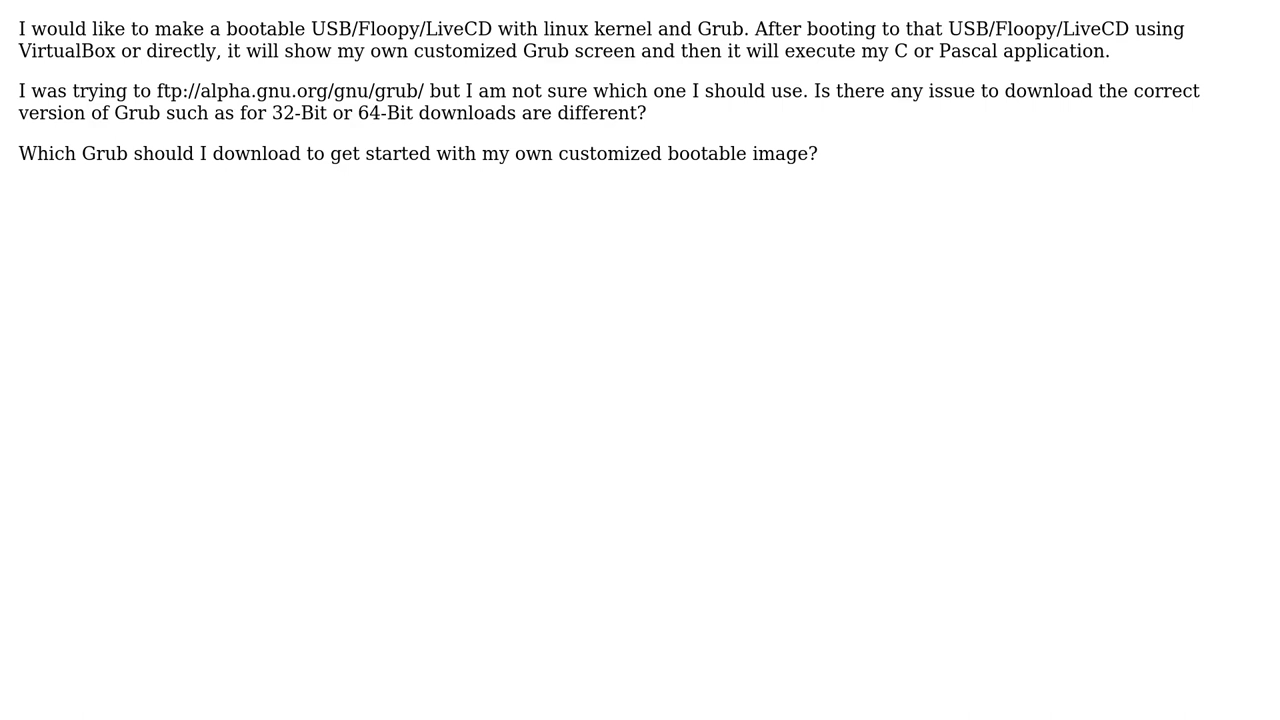 I would like to make a bootable USB/Floopy/LiveCD with linux kernel and Grub. After booting to that USB/Floopy/LiveCD using
VirtualBox or directly, it will show my own customized Grub screen and then it will execute my C or Pascal application.
I was trying to ftp://alpha.gnu.org/gnu/grub/ but I am not sure which one I should use. Is there any issue to download the correct
version of Grub such as for 32-Bit or 64-Bit downloads are different?
Which Grub should I download to get started with my own customized bootable image?